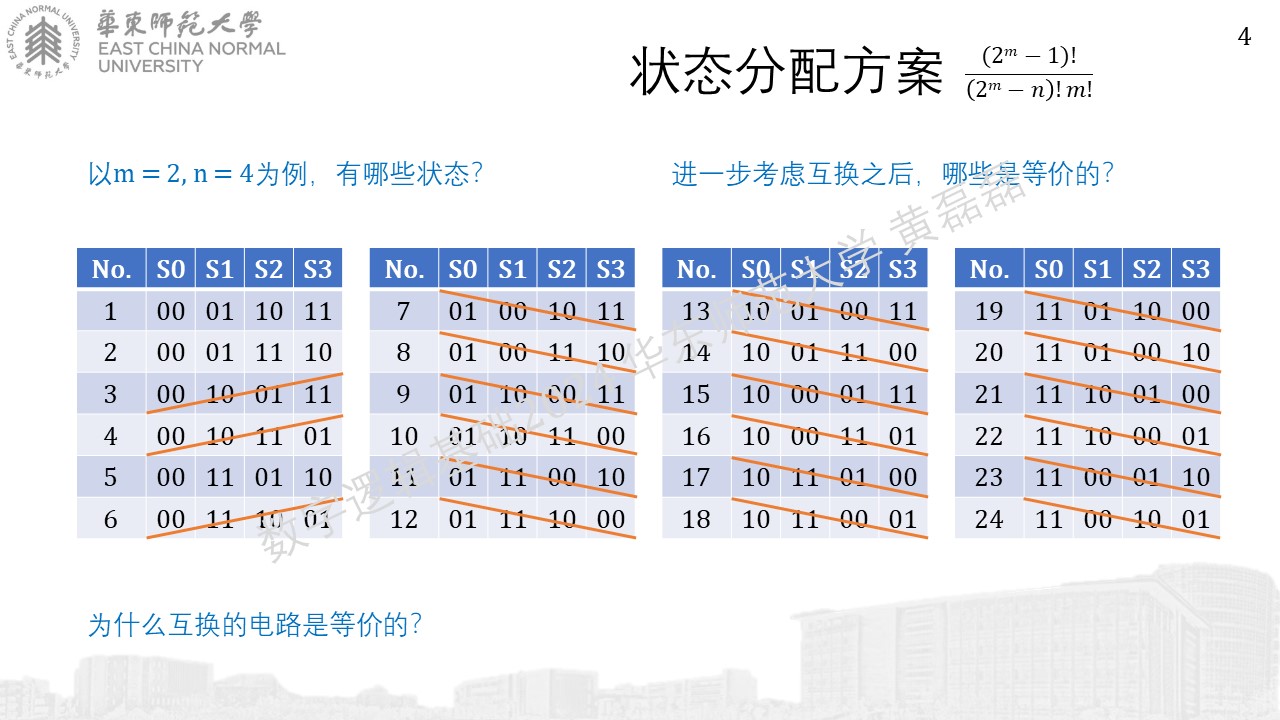 華東師範大學
EAST CHINA NORMAL
UNIVERSITY
EAST CHINA NORMAL UNIVERSITY
華東師範大學
4
状态分配方案 (2^m − 1)! / (2^m − n)! m!
以m = 2, n = 4为例，有哪些状态？
进一步考虑互换之后，哪些是等价的？
No. S0 S1 S2 S3
1 00 01 10 11
2 00 01 11 10
3 00 10 01 11
4 00 10 11 01
5 00 11 01 10
6 00 11 10 01
No. S0 S1 S2 S3
7 01 00 10 11
8 01 00 11 10
9 01 10 00 11
10 01 10 11 00
11 01 11 00 10
12 01 11 10 00
No. S0 S1 S2 S3
13 10 01 00 11
14 10 01 11 00
15 10 00 01 11
16 10 00 11 01
17 10 11 01 00
18 10 11 00 01
No. S0 S1 S2 S3
19 11 01 10 00
20 11 01 00 10
21 11 10 01 00
22 11 10 00 01
23 11 00 01 10
24 11 00 10 01
数字逻辑基础2024 华东师范大学 黄磊磊
为什么互换的电路是等价的？